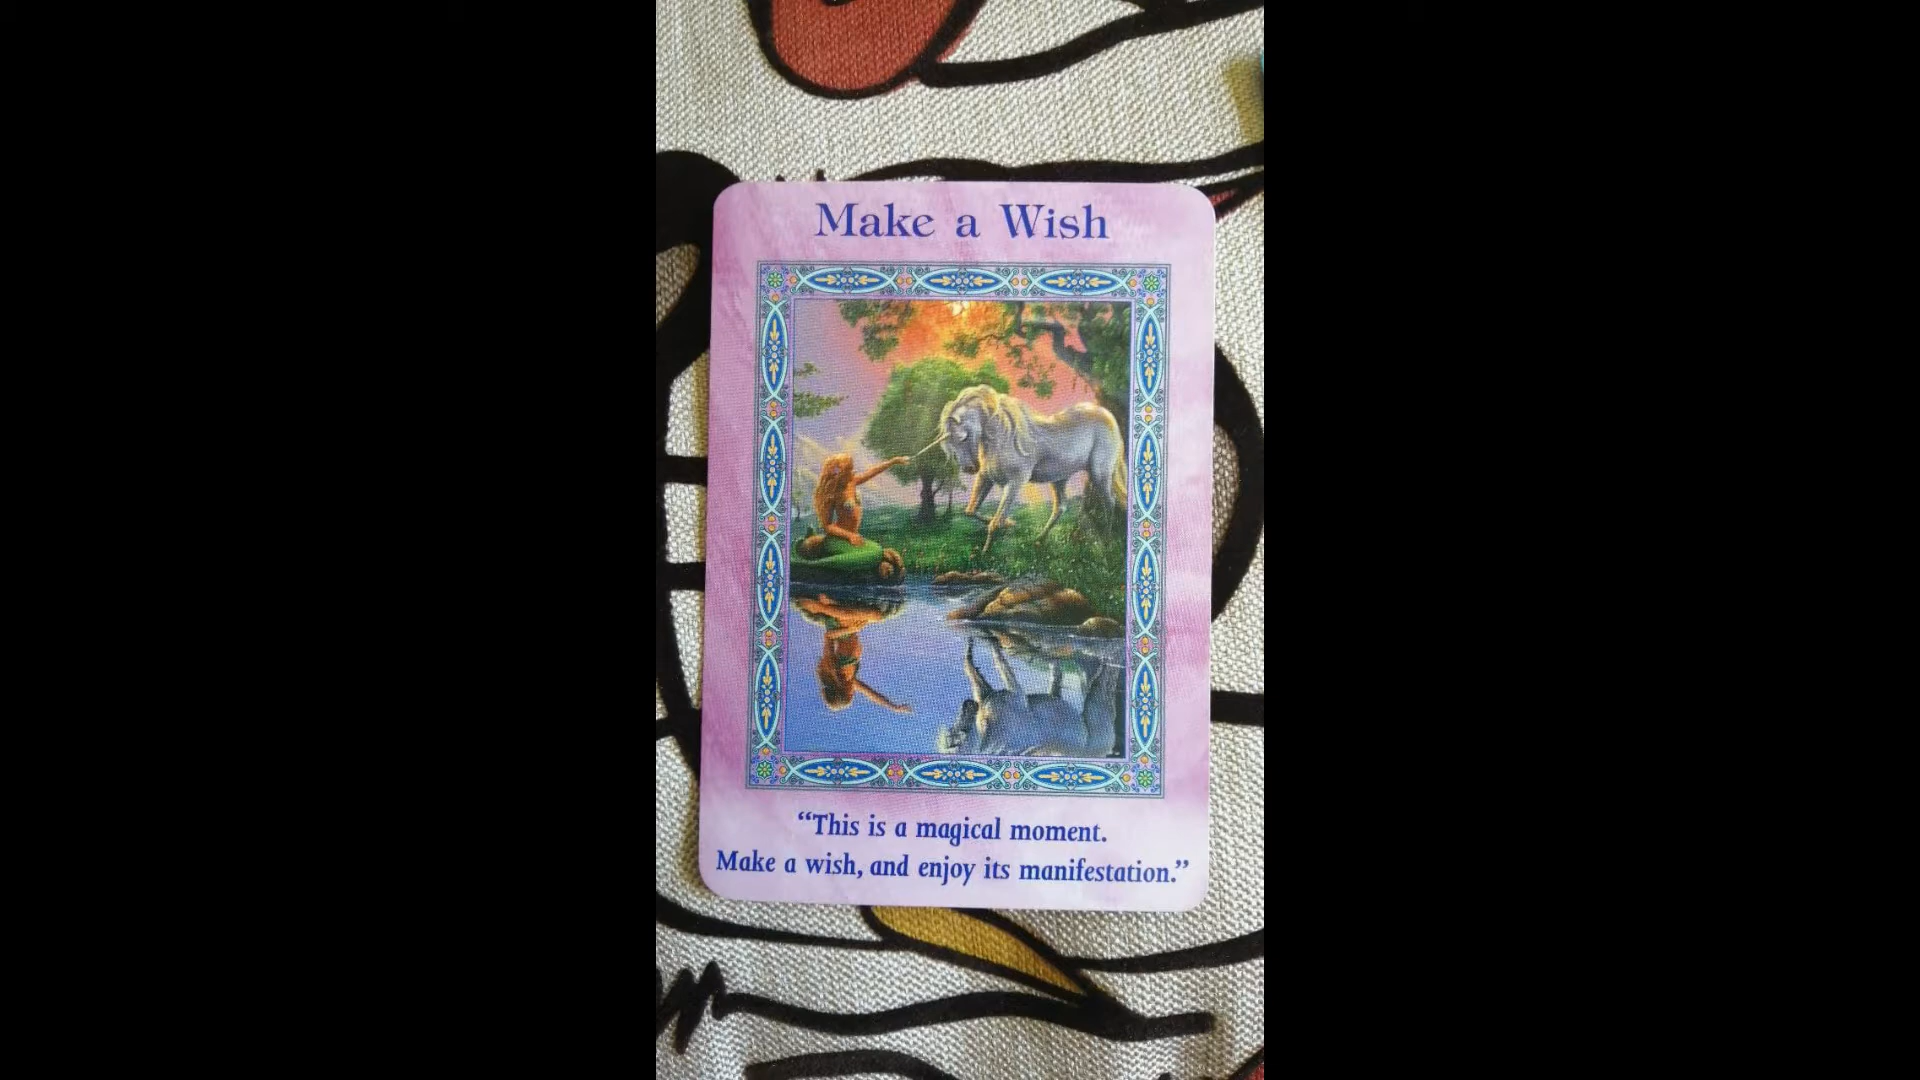 Make a Wish
“This is a magical moment.
Make a wish, and enjoy its manifestation.”